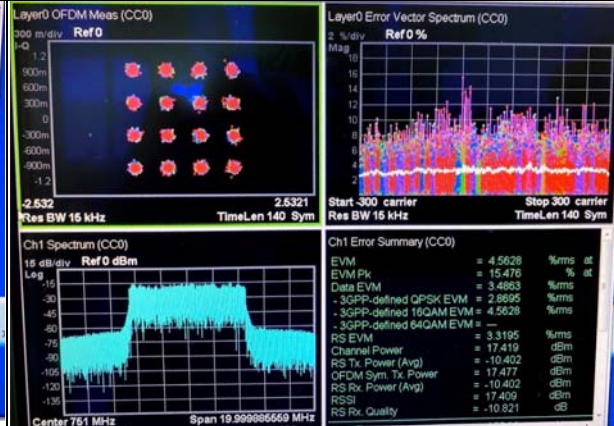 Layer0 OFDM Meas (CC0)
300 m/div Ref 0
I-Q
1.2
900m
600m
300m
0
-300m
-600m
-900m
-1.2
-2.532 2.5321
Res BW 15 kHz TimeLen 140 Sym
Layer0 Error Vector Spectrum (CC0)
2 %/div Ref 0 %
Mag
18
16
14
12
10
8
6
4
2
Start -300 carrier Stop 300 carrier
Res BW 15 kHz TimeLen 140 Sym
Ch1 Spectrum (CC0)
15 dB/div Ref 0 dBm
Log
-15
-30
-45
-60
-75
-90
-105
-120
-135
Center 751 MHz Span 19.999885559 MHz
Ch1 Error Summary (CC0)
EVM = 4.5628 %rms at
EVM Pk = 15.476 % at
Data EVM = 3.4863 %rms
- 3GPP-defined QPSK EVM = 2.8695 %rms
- 3GPP-defined 16QAM EVM = 4.5628 %rms
- 3GPP-defined 64QAM EVM = ---
RS EVM = 3.3195 %rms
Channel Power = 17.419 dBm
RS Tx. Power (Avg) = -10.402 dBm
OFDM Sym. Tx. Power = 17.477 dBm
RS Rx. Power (Avg) = -10.402 dBm
RSSI = 17.409 dBm
RS Rx. Quality = -10.821 dB